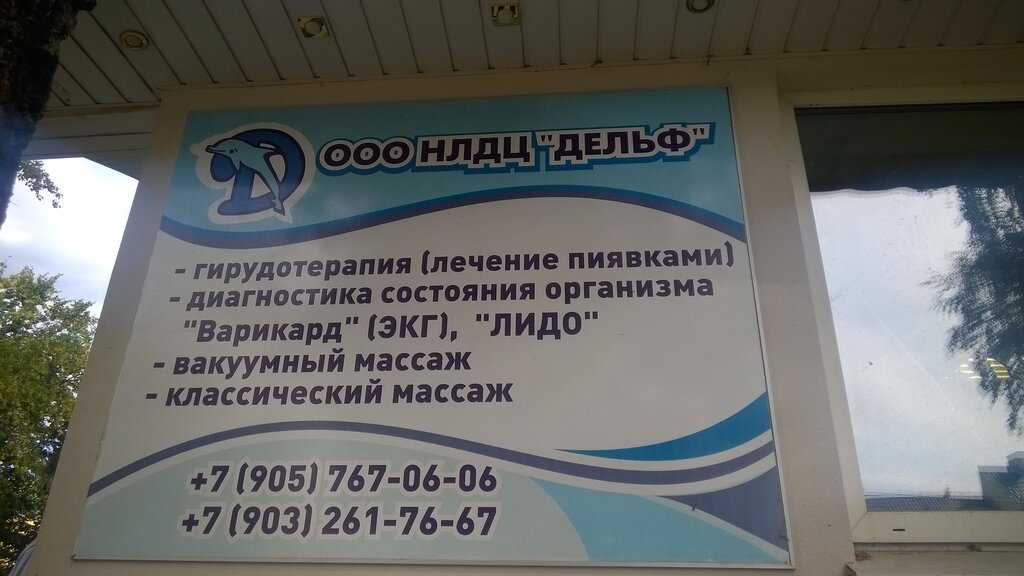 ООО НЛДЦ "ДЕЛЬФ"
- гирудотерапия (лечение пиявками)
- диагностика состояния организма
"Варикард" (ЭКГ), "ЛИДО"
- вакуумный массаж
- классический массаж
+7 (905) 767-06-06
+7 (903) 261-76-67